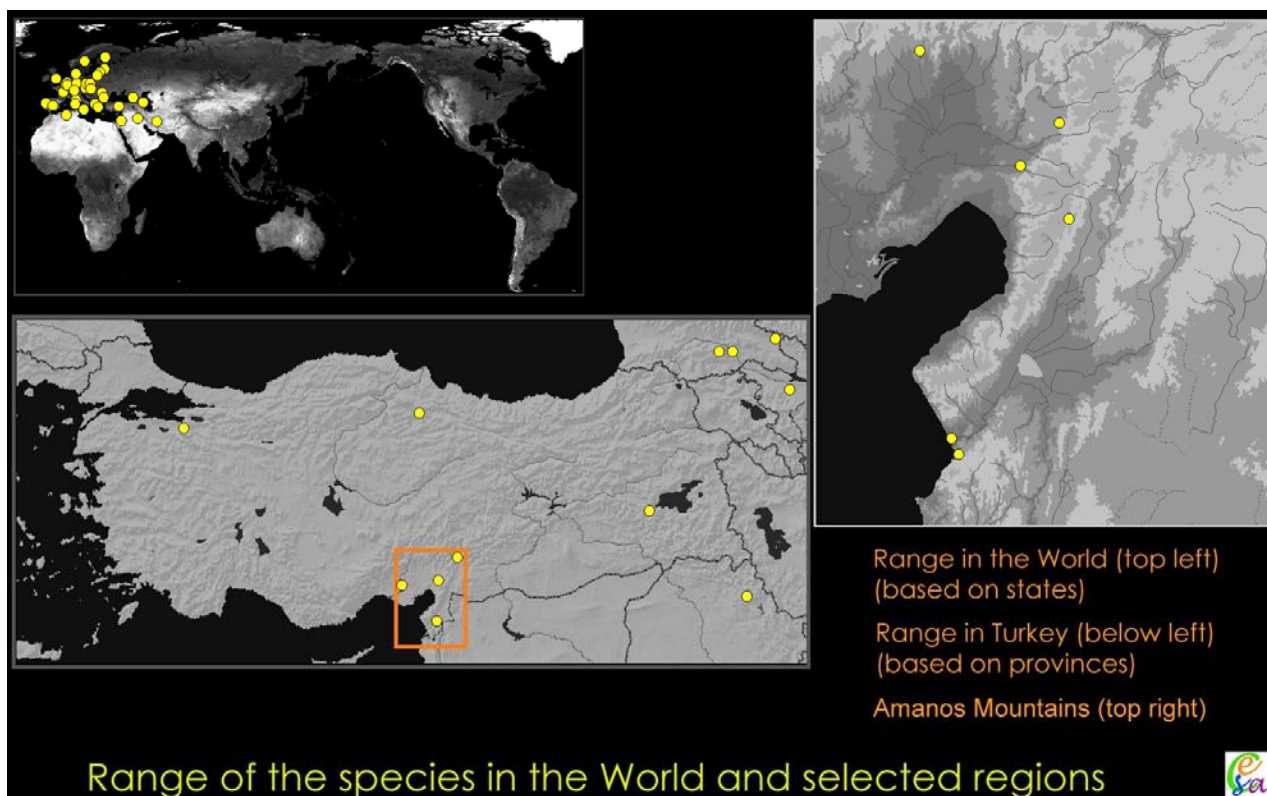 Range in the World (top left)
(based on states)
Range in Turkey (below left)
(based on provinces)
Amanos Mountains (top right)
Range of the species in the World and selected regions